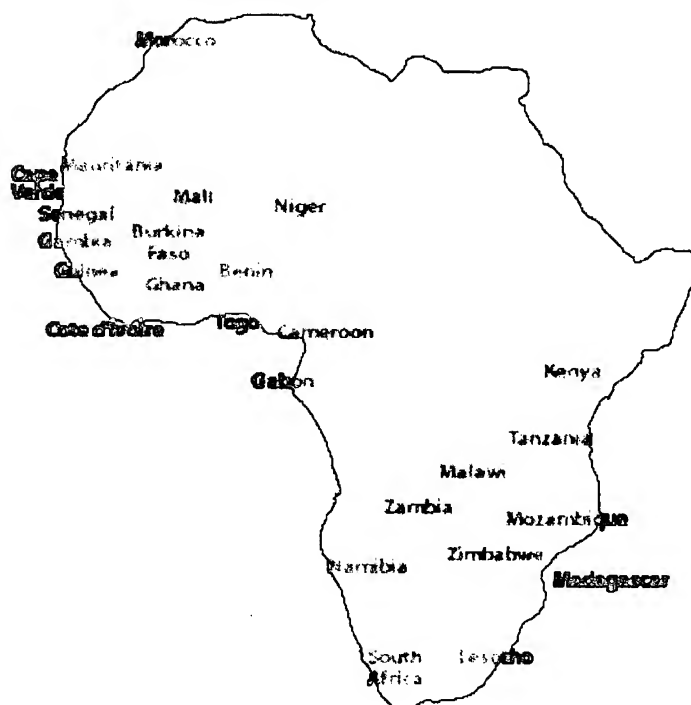 Morocco
Mauritania
Cape
Verde
Mali
Niger
Senegal
Gambia
Burkina
Faso
Guinea
Ghana
Benin
Cote d'Ivoire
Togo
Cameroon
Gabon
Kenya
Tanzania
Malawi
Zambia
Mozambique
Zimbabwe
Namibia
Madagascar
South
Africa
Lesotho